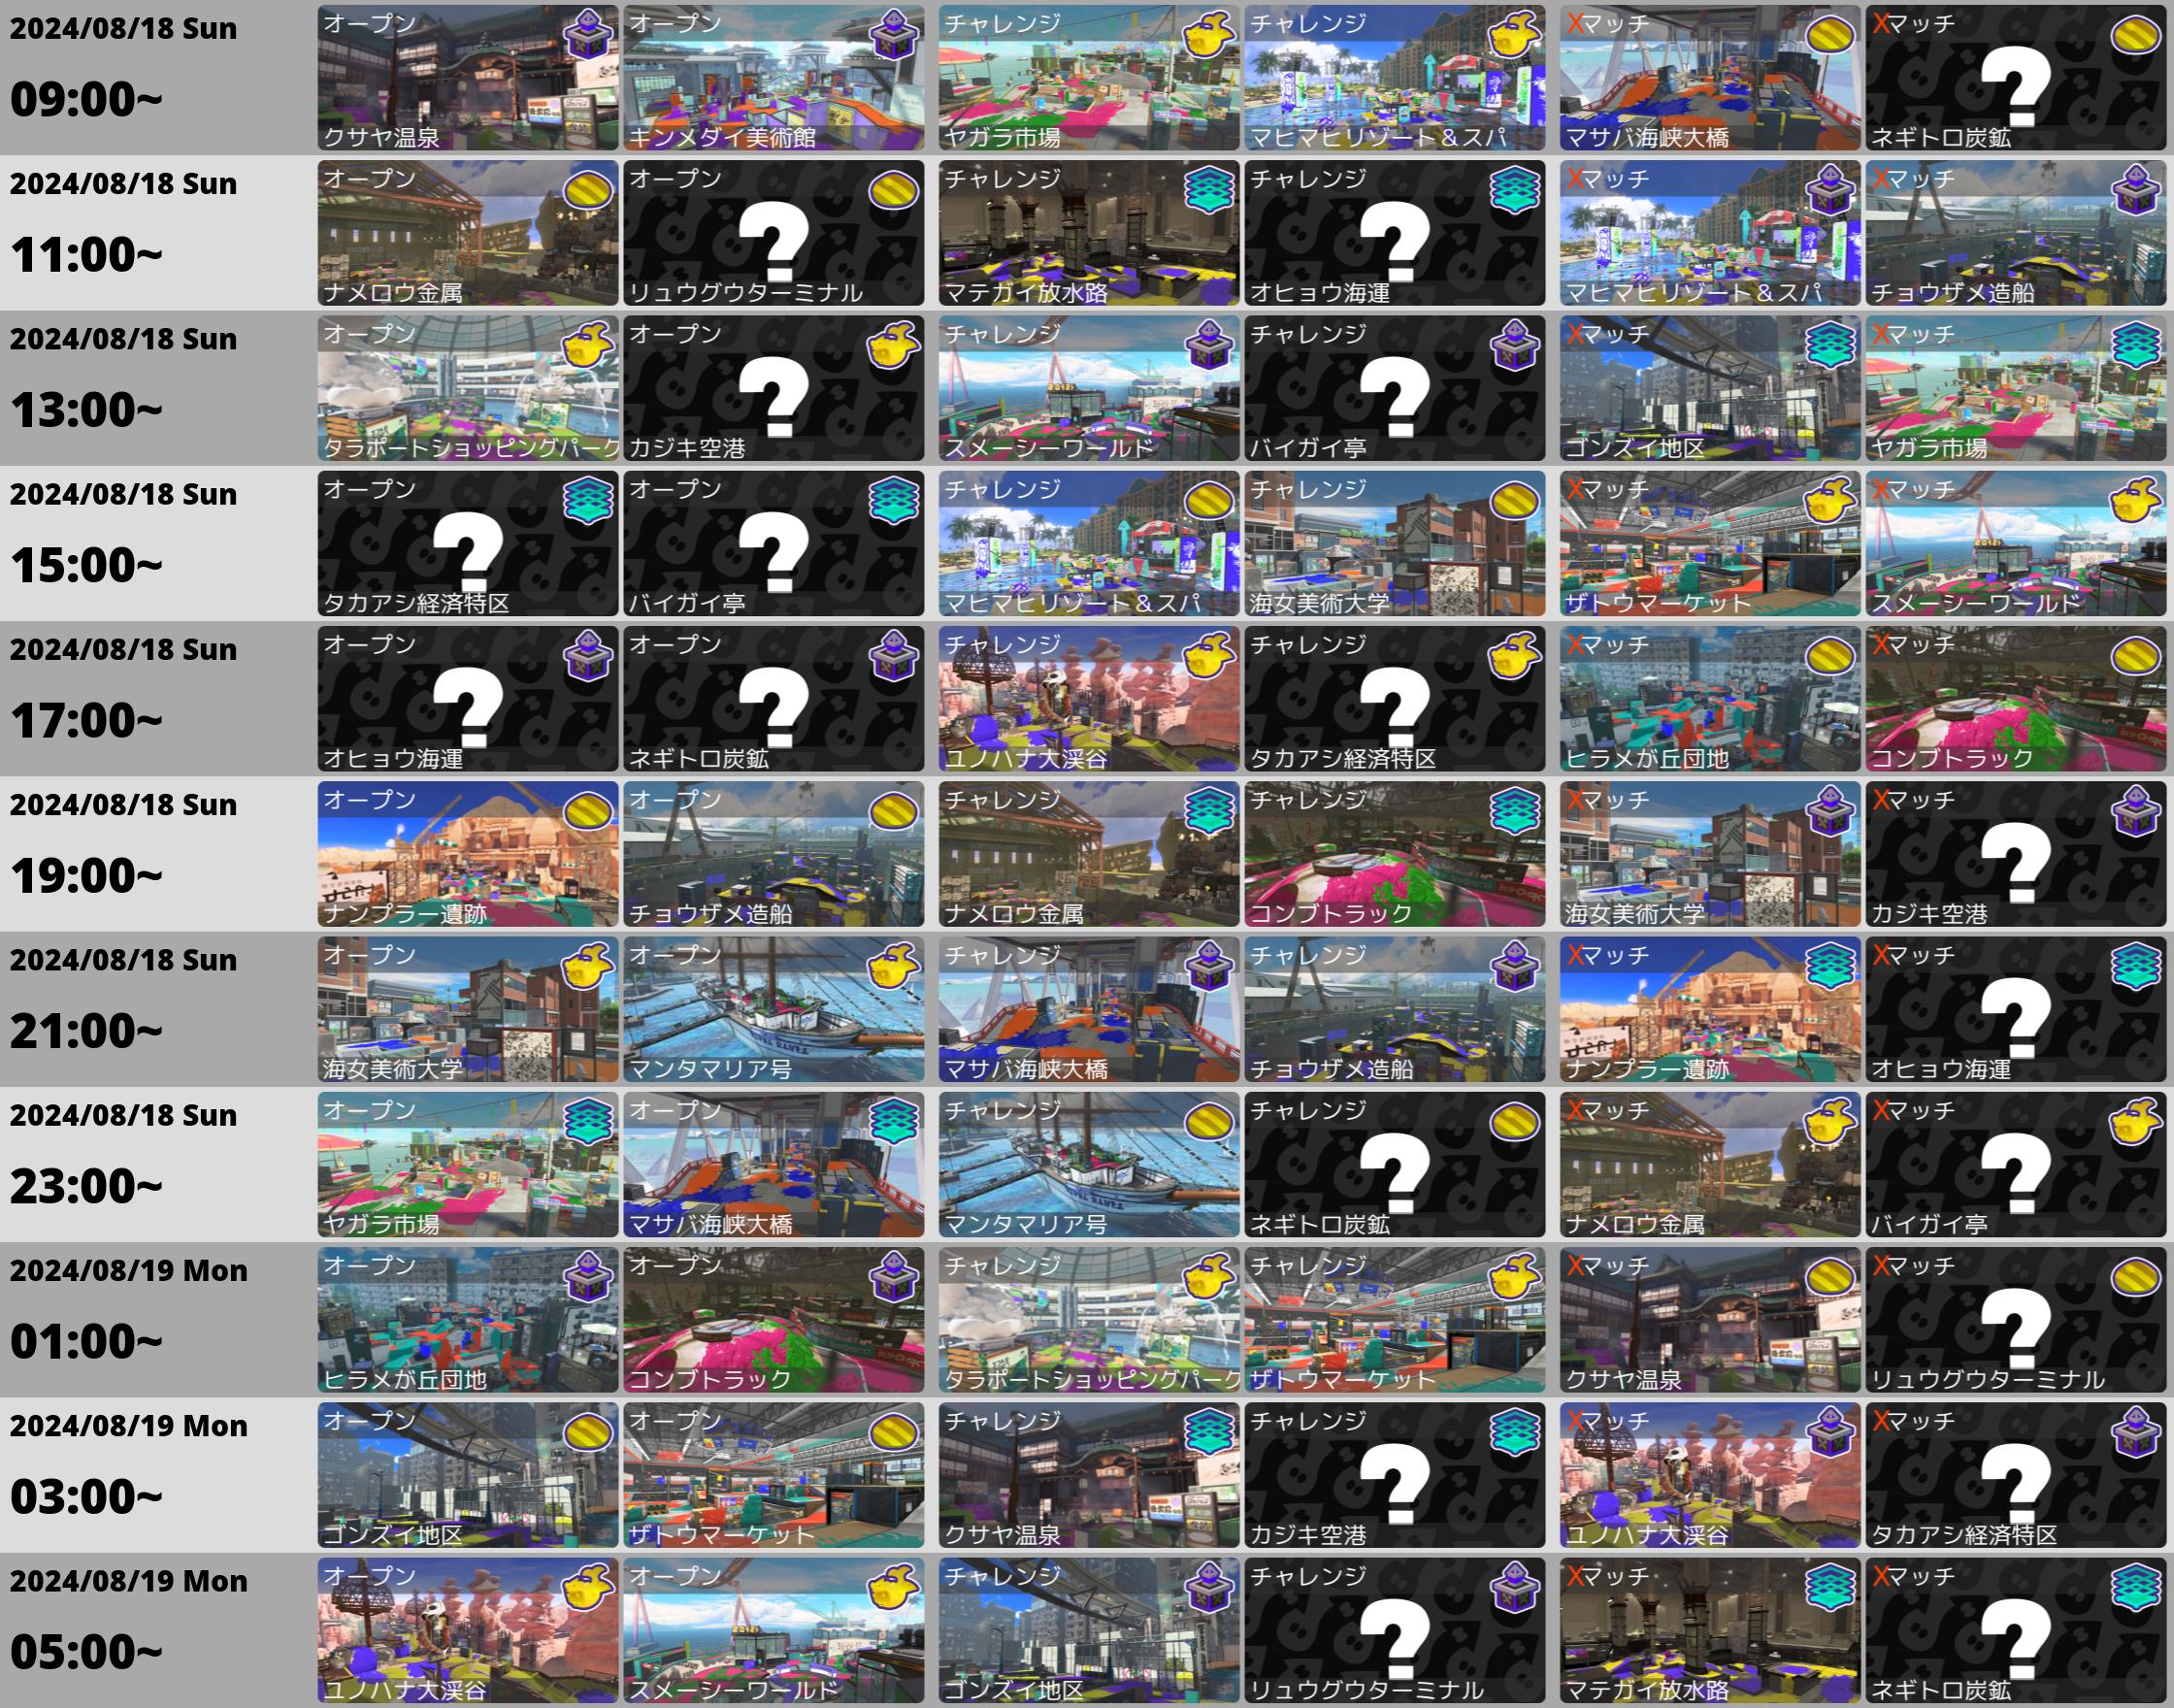 2024/08/18 Sun
09:00~
オープン
クサヤ温泉
オープン
キンメダイ美術館
チャレンジ
ヤガラ市場
チャレンジ
マヒマヒリゾート＆スパ
Xマッチ
マサバ海峡大橋
Xマッチ
ネギトロ炭鉱
2024/08/18 Sun
11:00~
オープン
ナメロウ金属
オープン
リュウグウターミナル
チャレンジ
マテガイ放水路
チャレンジ
オヒョウ海運
Xマッチ
マヒマヒリゾート＆スパ
Xマッチ
チョウザメ造船
2024/08/18 Sun
13:00~
オープン
タラポートショッピングパーク
オープン
カジキ空港
チャレンジ
スメーシーワールド
チャレンジ
バイガイ亭
Xマッチ
ゴンズイ地区
Xマッチ
ヤガラ市場
2024/08/18 Sun
15:00~
オープン
タカアシ経済特区
オープン
バイガイ亭
チャレンジ
マヒマヒリゾート＆スパ
チャレンジ
海女美術大学
Xマッチ
ザトウマーケット
Xマッチ
スメーシーワールド
2024/08/18 Sun
17:00~
オープン
オヒョウ海運
オープン
ネギトロ炭鉱
チャレンジ
ユノハナ大渓谷
チャレンジ
タカアシ経済特区
Xマッチ
ヒラメが丘団地
Xマッチ
コンブトラック
2024/08/18 Sun
19:00~
オープン
ナンプラー遺跡
オープン
チョウザメ造船
チャレンジ
ナメロウ金属
チャレンジ
コンブトラック
Xマッチ
海女美術大学
Xマッチ
カジキ空港
2024/08/18 Sun
21:00~
オープン
海女美術大学
オープン
マンタマリア号
チャレンジ
マサバ海峡大橋
チャレンジ
チョウザメ造船
Xマッチ
ナンプラー遺跡
Xマッチ
オヒョウ海運
2024/08/18 Sun
23:00~
オープン
ヤガラ市場
オープン
マサバ海峡大橋
チャレンジ
マンタマリア号
チャレンジ
ネギトロ炭鉱
Xマッチ
ナメロウ金属
Xマッチ
バイガイ亭
2024/08/19 Mon
01:00~
オープン
ヒラメが丘団地
オープン
コンブトラック
チャレンジ
タラポートショッピングパーク
チャレンジ
ザトウマーケット
Xマッチ
クサヤ温泉
Xマッチ
リュウグウターミナル
2024/08/19 Mon
03:00~
オープン
ゴンズイ地区
オープン
ザトウマーケット
チャレンジ
クサヤ温泉
チャレンジ
カジキ空港
Xマッチ
ユノハナ大渓谷
Xマッチ
タカアシ経済特区
2024/08/19 Mon
05:00~
オープン
ユノハナ大渓谷
オープン
スメーシーワールド
チャレンジ
ゴンズイ地区
チャレンジ
リュウグウターミナル
Xマッチ
マテガイ放水路
Xマッチ
ネギトロ炭鉱